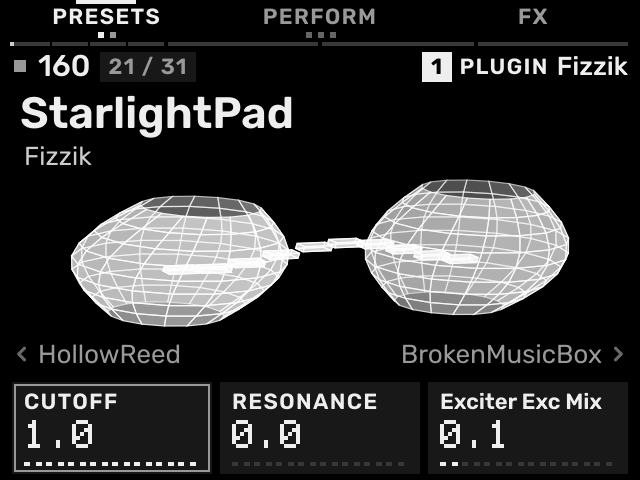 PRESETS PERFORM FX
160 21 / 31 1 PLUGIN Fizzik
StarlightPad
Fizzik
HollowReed BrokenMusicBox
CUTOFF RESONANCE Exciter Exc Mix
1.0 0.0 0.1